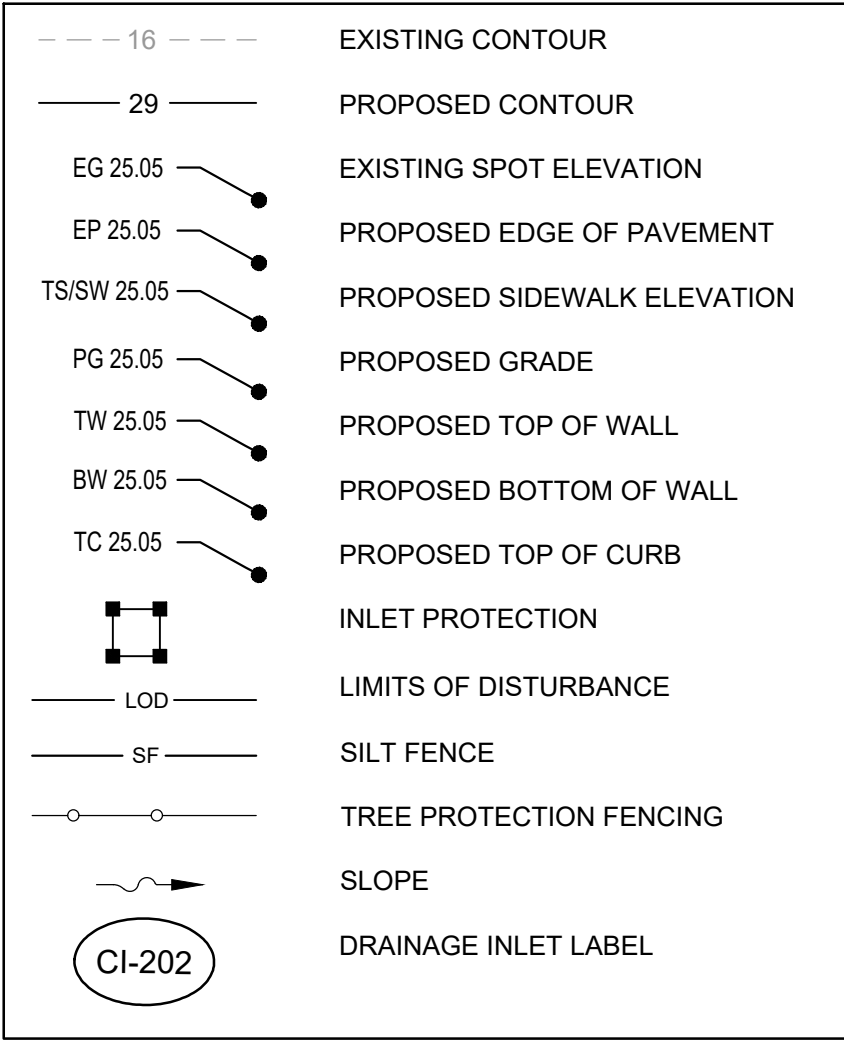 16 EXISTING CONTOUR
29 PROPOSED CONTOUR
EG 25.05 EXISTING SPOT ELEVATION
EP 25.05 PROPOSED EDGE OF PAVEMENT
TS/SW 25.05 PROPOSED SIDEWALK ELEVATION
PG 25.05 PROPOSED GRADE
TW 25.05 PROPOSED TOP OF WALL
BW 25.05 PROPOSED BOTTOM OF WALL
TC 25.05 PROPOSED TOP OF CURB
INLET PROTECTION
LOD LIMITS OF DISTURBANCE
SF SILT FENCE
TREE PROTECTION FENCING
SLOPE
CI-202 DRAINAGE INLET LABEL